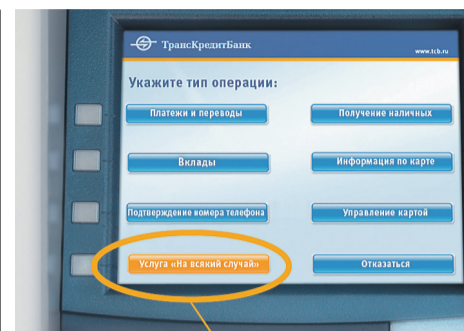 ТрансКредитБанк
www.tcb.ru
Укажите тип операции:
Платежи и переводы
Получение наличных
Вклады
Информация по карте
Подтверждение номера телефона
Управление картой
Услуга «На всякий случай»
Отказаться